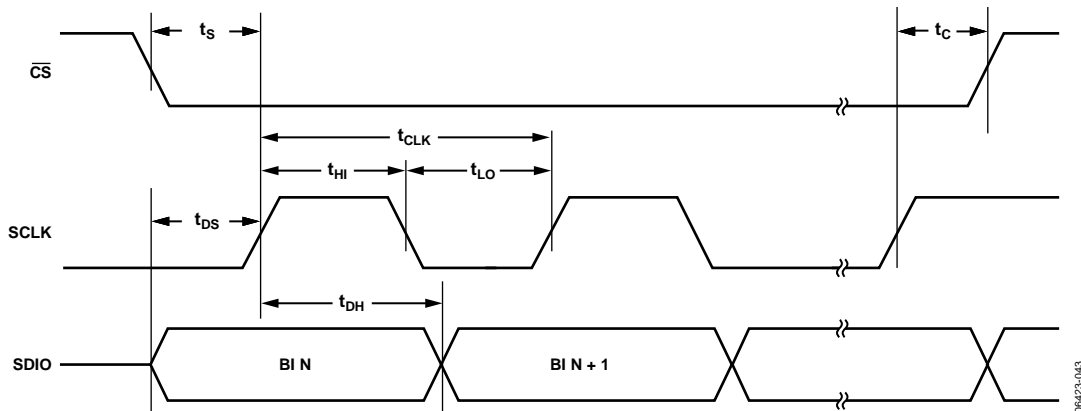 tS
tC
CS
tCLK
tHI
tLO
tDS
SCLK
tDH
SDIO
BI N
BI N + 1
06423-043